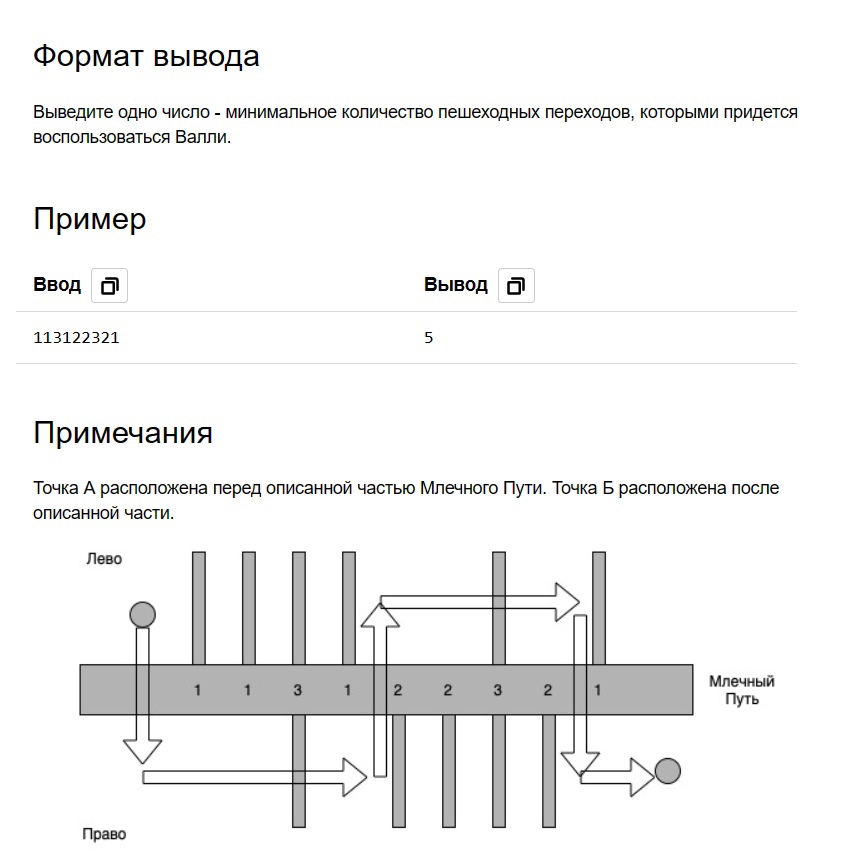 Формат вывода
Выведите одно число - минимальное количество пешеходных переходов, которыми придется
воспользоваться Валли.
Пример
Ввод Вывод
113122321 5
Примечания
Точка А расположена перед описанной частью Млечного Пути. Точка Б расположена после
описанной части.
Лево
1 1 3 1 2 2 3 2 1
Млечный
Путь
Право